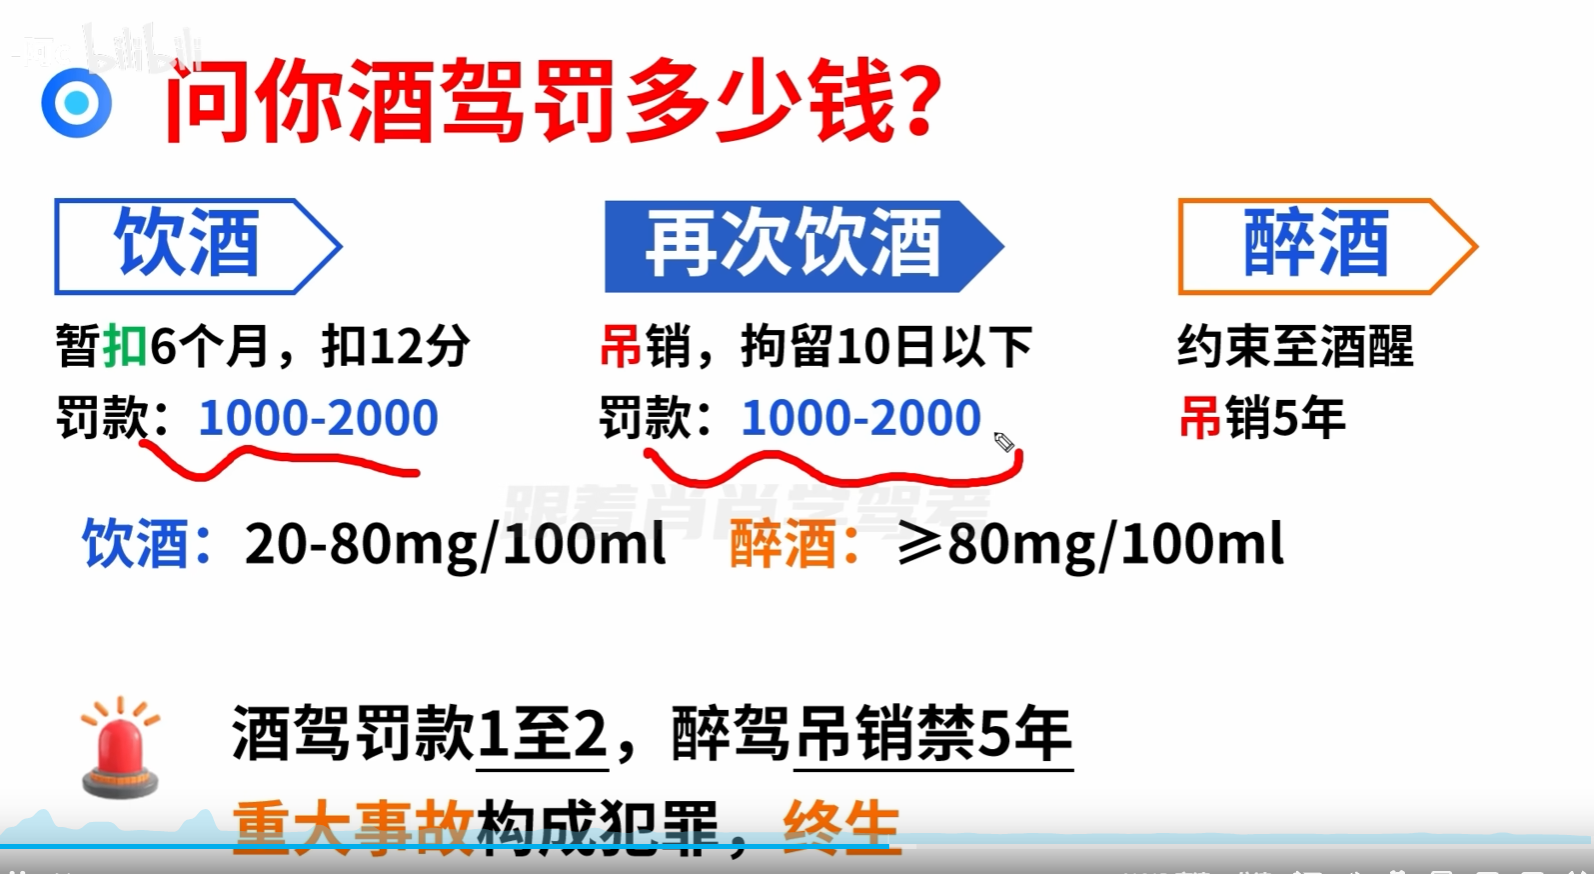 bilibili
问你酒驾罚多少钱？
饮酒
再次饮酒
醉酒
暂扣6个月，扣12分
罚款：1000-2000
吊销，拘留10日以下
罚款：1000-2000
约束至酒醒
吊销5年
跟着肖肖学驾考
饮酒：20-80mg/100ml
醉酒：≥80mg/100ml
酒驾罚款1至2，醉驾吊销禁5年
重大事故构成犯罪，终生